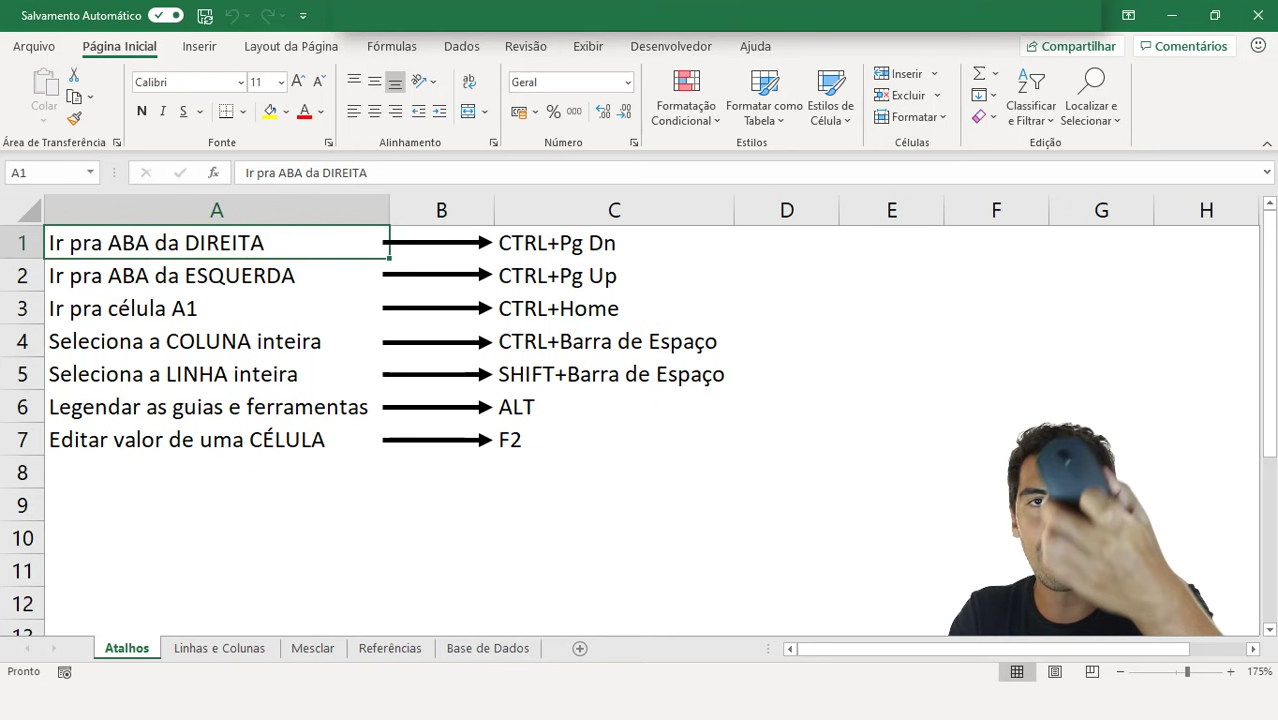 Salvamento Automático
Arquivo Página Inicial Inserir Layout da Página Fórmulas Dados Revisão Exibir Desenvolvedor Ajuda Compartilhar Comentários
Colar
Calibri 11
N I S
Geral
% 000
Formatação Condicional
Formatar como Tabela
Estilos de Célula
Inserir
Excluir
Formatar
Classificar e Filtrar
Localizar e Selecionar
Área de Transferência Fonte Alinhamento Número Estilos Células Edição
A1 fx Ir pra ABA da DIREITA
A B C D E F G H
1 Ir pra ABA da DIREITA CTRL+Pg Dn
2 Ir pra ABA da ESQUERDA CTRL+Pg Up
3 Ir pra célula A1 CTRL+Home
4 Seleciona a COLUNA inteira CTRL+Barra de Espaço
5 Seleciona a LINHA inteira SHIFT+Barra de Espaço
6 Legendar as guias e ferramentas ALT
7 Editar valor de uma CÉLULA F2
8
9
10
11
12
13
Atalhos Linhas e Colunas Mesclar Referências Base de Dados
Pronto 175%